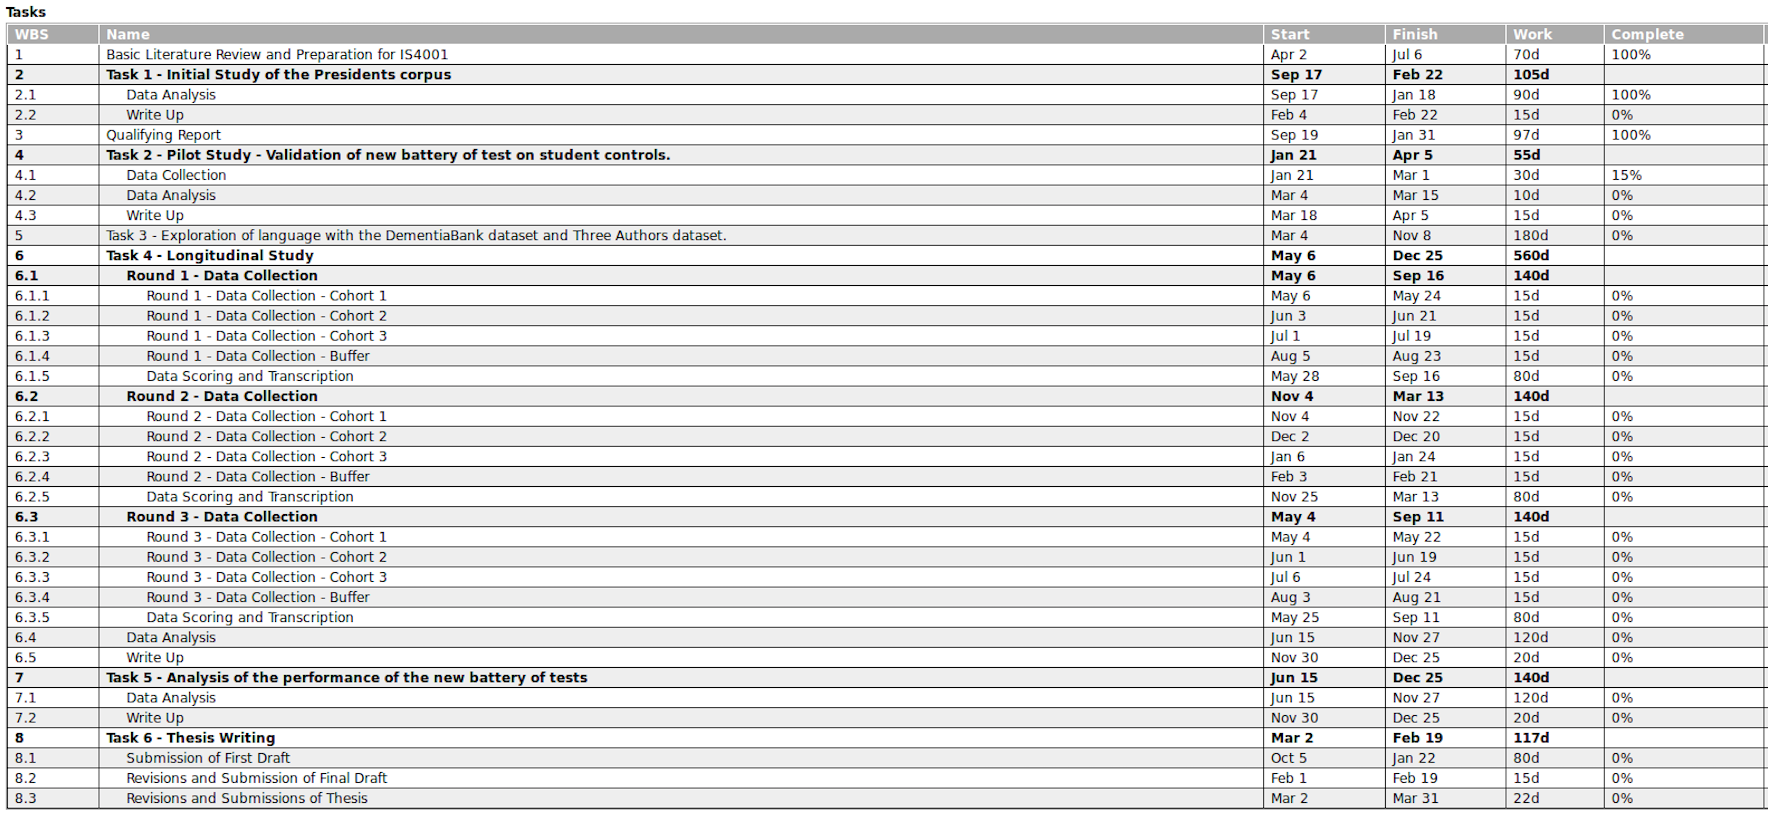 Tasks
WBS Name Start Finish Work Complete
1 Basic Literature Review and Preparation for IS4001 Apr 2 Jul 6 70d 100%
2 Task 1 - Initial Study of the Presidents corpus Sep 17 Feb 22 105d
2.1 Data Analysis Sep 17 Jan 18 90d 100%
2.2 Write Up Feb 4 Feb 22 15d 0%
3 Qualifying Report Sep 19 Jan 31 97d 100%
4 Task 2 - Pilot Study - Validation of new battery of test on student controls. Jan 21 Apr 5 55d
4.1 Data Collection Jan 21 Mar 1 30d 15%
4.2 Data Analysis Mar 4 Mar 15 10d 0%
4.3 Write Up Mar 18 Apr 5 15d 0%
5 Task 3 - Exploration of language with the DementiaBank dataset and Three Authors dataset. Mar 4 Nov 8 180d 0%
6 Task 4 - Longitudinal Study May 6 Dec 25 560d
6.1 Round 1 - Data Collection May 6 Sep 16 140d
6.1.1 Round 1 - Data Collection - Cohort 1 May 6 May 24 15d 0%
6.1.2 Round 1 - Data Collection - Cohort 2 Jun 3 Jun 21 15d 0%
6.1.3 Round 1 - Data Collection - Cohort 3 Jul 1 Jul 19 15d 0%
6.1.4 Round 1 - Data Collection - Buffer Aug 5 Aug 23 15d 0%
6.1.5 Data Scoring and Transcription May 28 Sep 16 80d 0%
6.2 Round 2 - Data Collection Nov 4 Mar 13 140d
6.2.1 Round 2 - Data Collection - Cohort 1 Nov 4 Nov 22 15d 0%
6.2.2 Round 2 - Data Collection - Cohort 2 Dec 2 Dec 20 15d 0%
6.2.3 Round 2 - Data Collection - Cohort 3 Jan 6 Jan 24 15d 0%
6.2.4 Round 2 - Data Collection - Buffer Feb 3 Feb 21 15d 0%
6.2.5 Data Scoring and Transcription Nov 25 Mar 13 80d 0%
6.3 Round 3 - Data Collection May 4 Sep 11 140d
6.3.1 Round 3 - Data Collection - Cohort 1 May 4 May 22 15d 0%
6.3.2 Round 3 - Data Collection - Cohort 2 Jun 1 Jun 19 15d 0%
6.3.3 Round 3 - Data Collection - Cohort 3 Jul 6 Jul 24 15d 0%
6.3.4 Round 3 - Data Collection - Buffer Aug 3 Aug 21 15d 0%
6.3.5 Data Scoring and Transcription May 25 Sep 11 80d 0%
6.4 Data Analysis Jun 15 Nov 27 120d 0%
6.5 Write Up Nov 30 Dec 25 20d 0%
7 Task 5 - Analysis of the performance of the new battery of tests Jun 15 Dec 25 140d
7.1 Data Analysis Jun 15 Nov 27 120d 0%
7.2 Write Up Nov 30 Dec 25 20d 0%
8 Task 6 - Thesis Writing Mar 2 Feb 19 117d
8.1 Submission of First Draft Oct 5 Jan 22 80d 0%
8.2 Revisions and Submission of Final Draft Feb 1 Feb 19 15d 0%
8.3 Revisions and Submissions of Thesis Mar 2 Mar 31 22d 0%